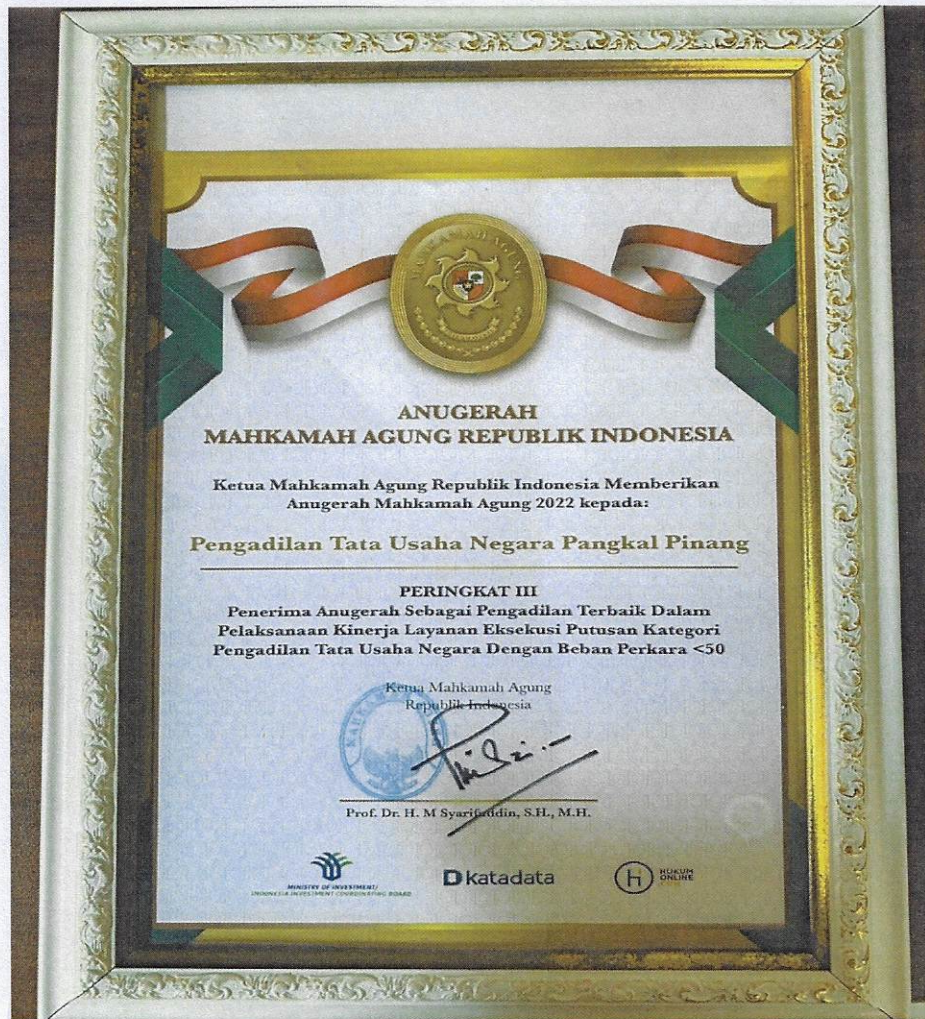 MAHKAMAH AGUNG
ANUGERAH
MAHKAMAH AGUNG REPUBLIK INDONESIA
Ketua Mahkamah Agung Republik Indonesia Memberikan
Anugerah Mahkamah Agung 2022 kepada:
Pengadilan Tata Usaha Negara Pangkal Pinang
PERINGKAT III
Penerima Anugerah Sebagai Pengadilan Terbaik Dalam
Pelaksanaan Kinerja Layanan Eksekusi Putusan Kategori
Pengadilan Tata Usaha Negara Dengan Beban Perkara <50
Ketua Mahkamah Agung
Republik Indonesia
Prof. Dr. H. M Syarifuddin, S.H., M.H.
MINISTRY OF INVESTMENT/
INDONESIA INVESTMENT COORDINATING BOARD
katadata
H HUKUM
ONLINE